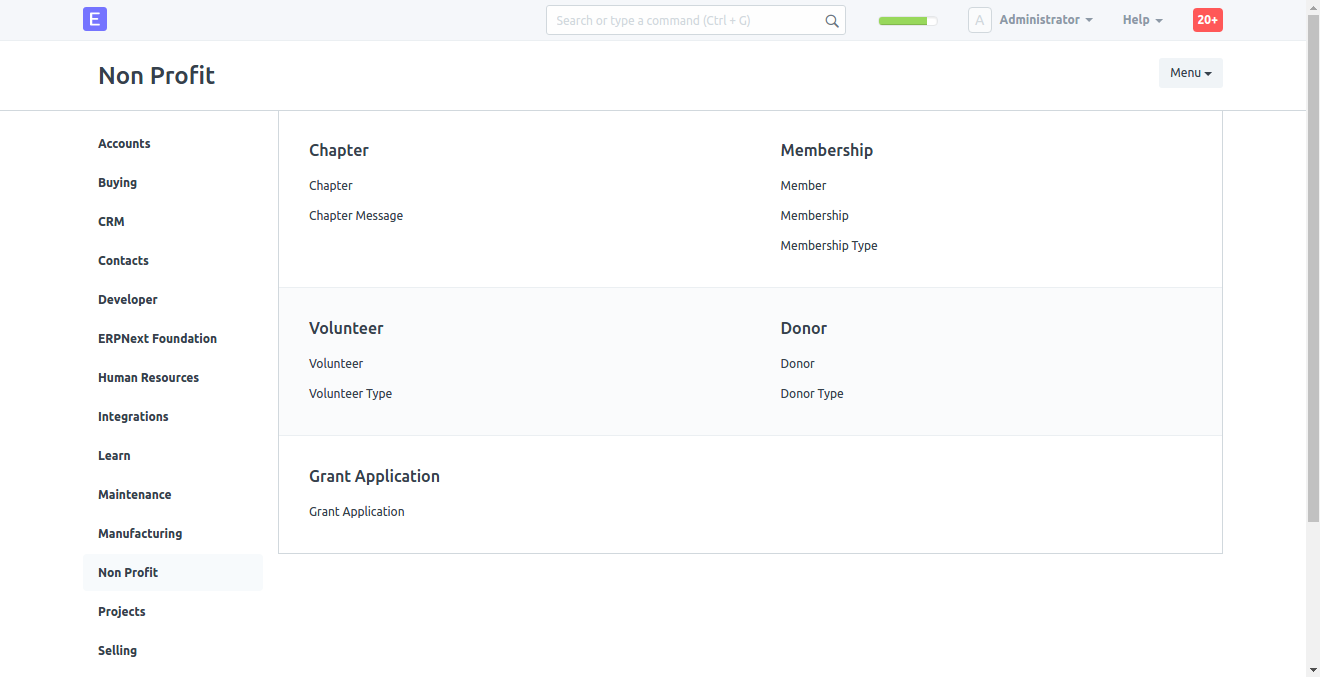 E
Search or type a command (Ctrl + G)
A
Administrator
Help
20+
Non Profit
Menu
Accounts
Buying
CRM
Contacts
Developer
ERPNext Foundation
Human Resources
Integrations
Learn
Maintenance
Manufacturing
Non Profit
Projects
Selling
Chapter
Chapter
Chapter Message
Membership
Member
Membership
Membership Type
Volunteer
Volunteer
Volunteer Type
Donor
Donor
Donor Type
Grant Application
Grant Application